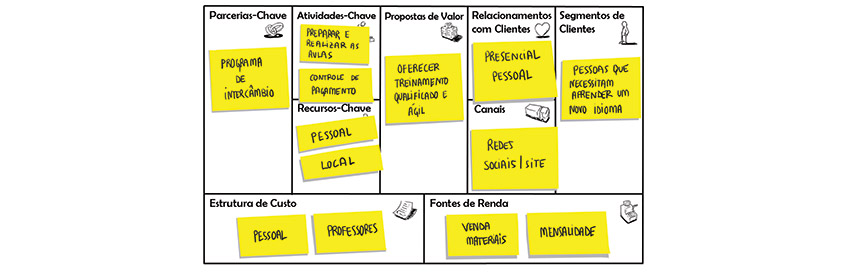 Parcerias-Chave
PROGRAMA
DE
INTERCÂMBIO
Atividades-Chave
PREPARAR E
REALIZAR AS
AULAS
CONTROLE DE
PAGAMENTO
Recursos-Chave
PESSOAL
LOCAL
Propostas de Valor
OFERECER
TREINAMENTO
QUALIFICADO E
ÁGIL
Relacionamentos
com Clientes
PRESENCIAL
PESSOAL
Canais
REDES
SOCIAIS | SITE
Segmentos de
Clientes
PESSOAS QUE
NECESSITAM
APRENDER UM
NOVO IDIOMA
Estrutura de Custo
PESSOAL
PROFESSORES
Fontes de Renda
VENDA
MATERIAIS
MENSALIDADE